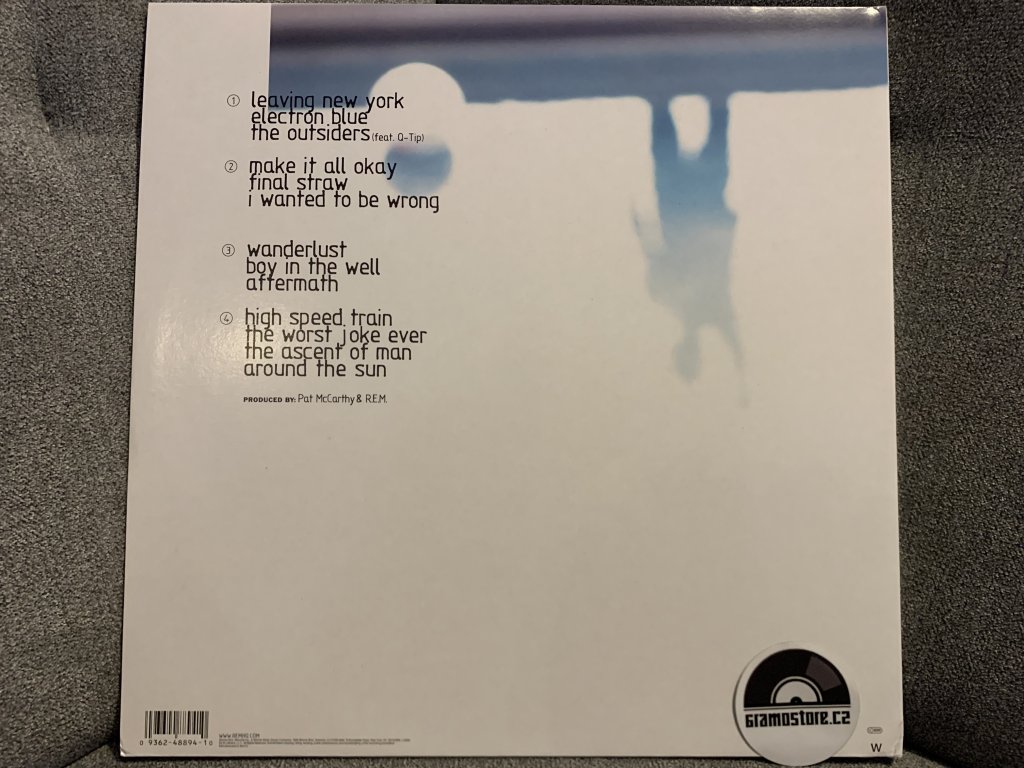 ① leaving new york
electron blue
the outsiders (feat. Q-Tip)
② make it all okay
final straw
i wanted to be wrong
③ wanderlust
boy in the well
aftermath
④ high speed train
the worst joke ever
the ascent of man
around the sun
PRODUCED BY: Pat McCarthy & R.E.M.
0 9362-48894-1 0
WWW.REMHQ.COM
Gramostore.cz
W